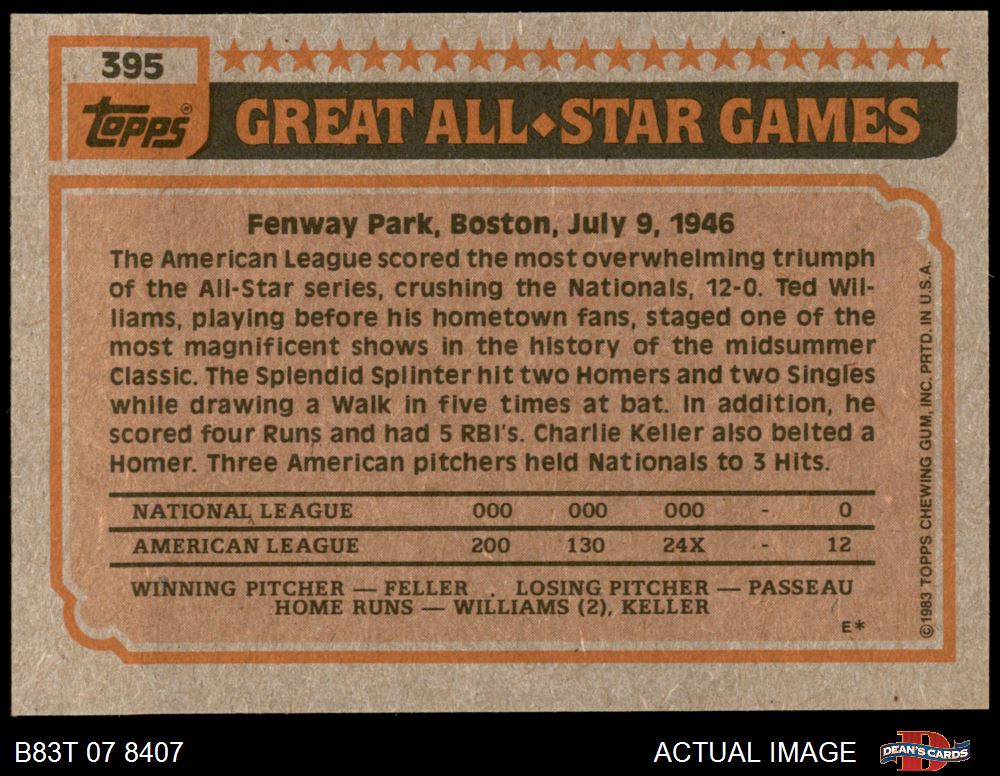 395
Topps®
GREAT ALL◆STAR GAMES
Fenway Park, Boston, July 9, 1946
The American League scored the most overwhelming triumph
of the All-Star series, crushing the Nationals, 12-0. Ted Wil-
liams, playing before his hometown fans, staged one of the
most magnificent shows in the history of the midsummer
Classic. The Splendid Splinter hit two Homers and two Singles
while drawing a Walk in five times at bat. In addition, he
scored four Runs and had 5 RBI's. Charlie Keller also belted a
Homer. Three American pitchers held Nationals to 3 Hits.
NATIONAL LEAGUE 000 000 000 - 0
AMERICAN LEAGUE 200 130 24X - 12
WINNING PITCHER — FELLER . LOSING PITCHER — PASSEAU
HOME RUNS — WILLIAMS (2), KELLER
E*
©1983 TOPPS CHEWING GUM, INC. PRTD. IN U.S.A.
B83T 07 8407
ACTUAL IMAGE
D
DEAN'S CARDS